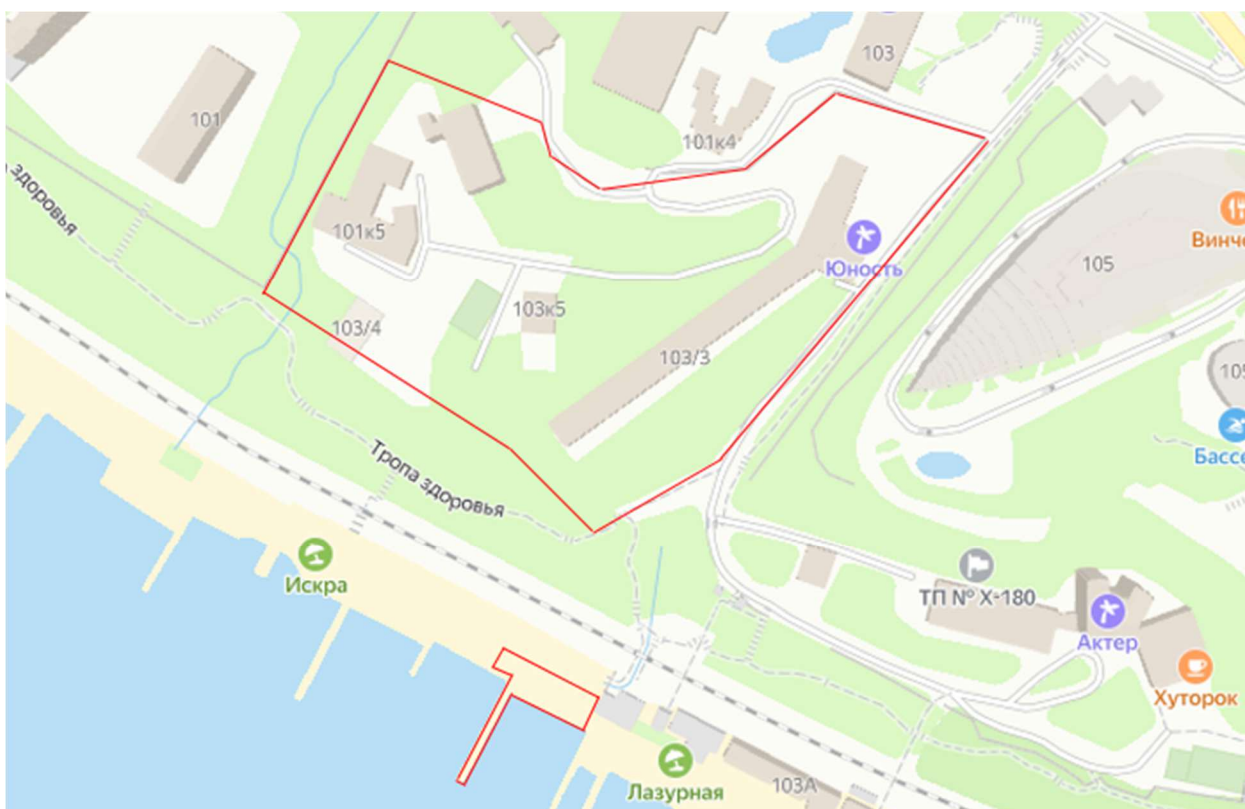 103
101
101к4
о здоровья
101к5
Юность
105
Винче
103к5
103/4
103/3
105
Бассе
Тропа здоровья
Искра
ТП № Х-180
Актер
Хуторок
Лазурная
103А